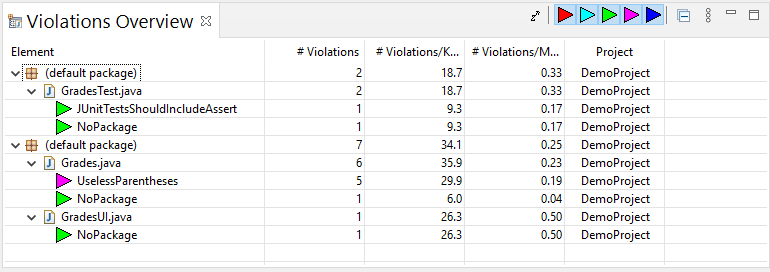 Violations Overview
Element # Violations # Violations/K... # Violations/M... Project
(default package) 2 18.7 0.33 DemoProject
GradesTest.java 2 18.7 0.33 DemoProject
JUnitTestsShouldIncludeAssert 1 9.3 0.17 DemoProject
NoPackage 1 9.3 0.17 DemoProject
(default package) 7 34.1 0.25 DemoProject
Grades.java 6 35.9 0.23 DemoProject
UselessParentheses 5 29.9 0.19 DemoProject
NoPackage 1 6.0 0.04 DemoProject
GradesUI.java 1 26.3 0.50 DemoProject
NoPackage 1 26.3 0.50 DemoProject